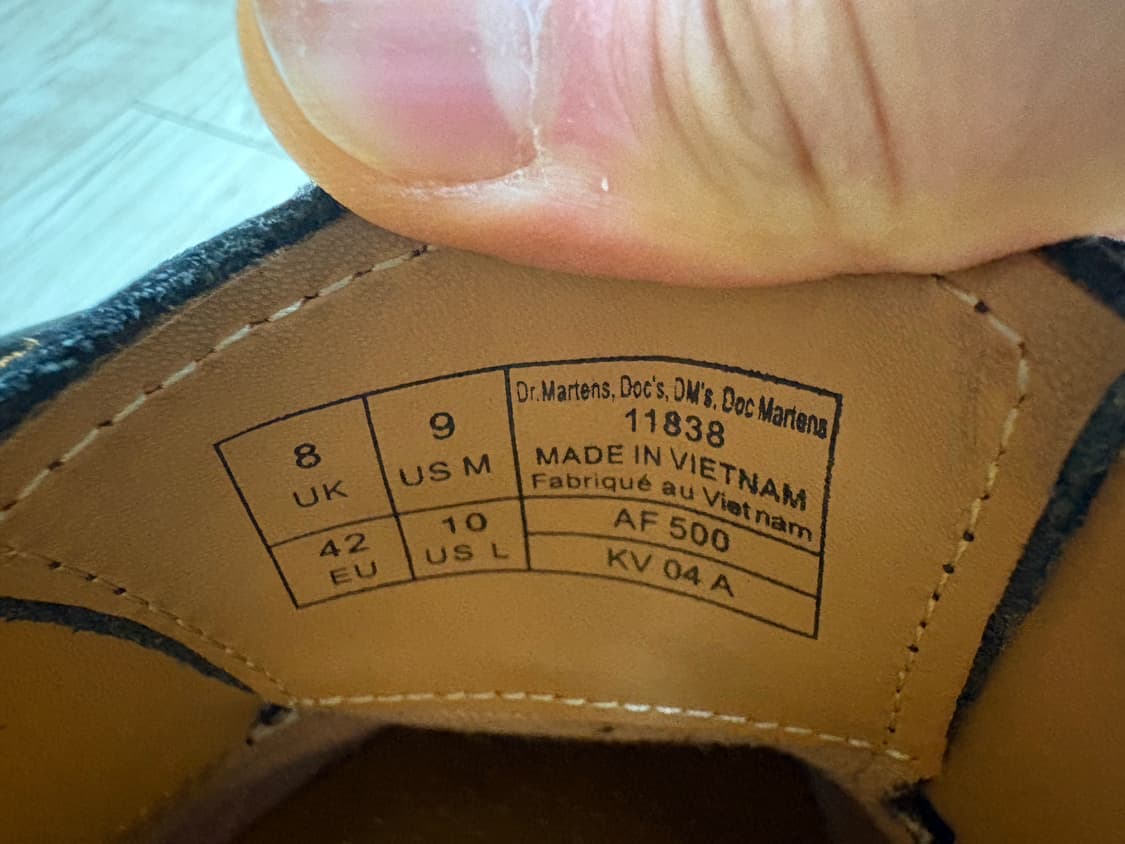 8
UK
9
US M
42
EU
10
US L
Dr.Martens, Doc's, DM's, Doc Martens
11838
MADE IN VIETNAM
Fabriqué au Vietnam
AF 500
KV 04 A